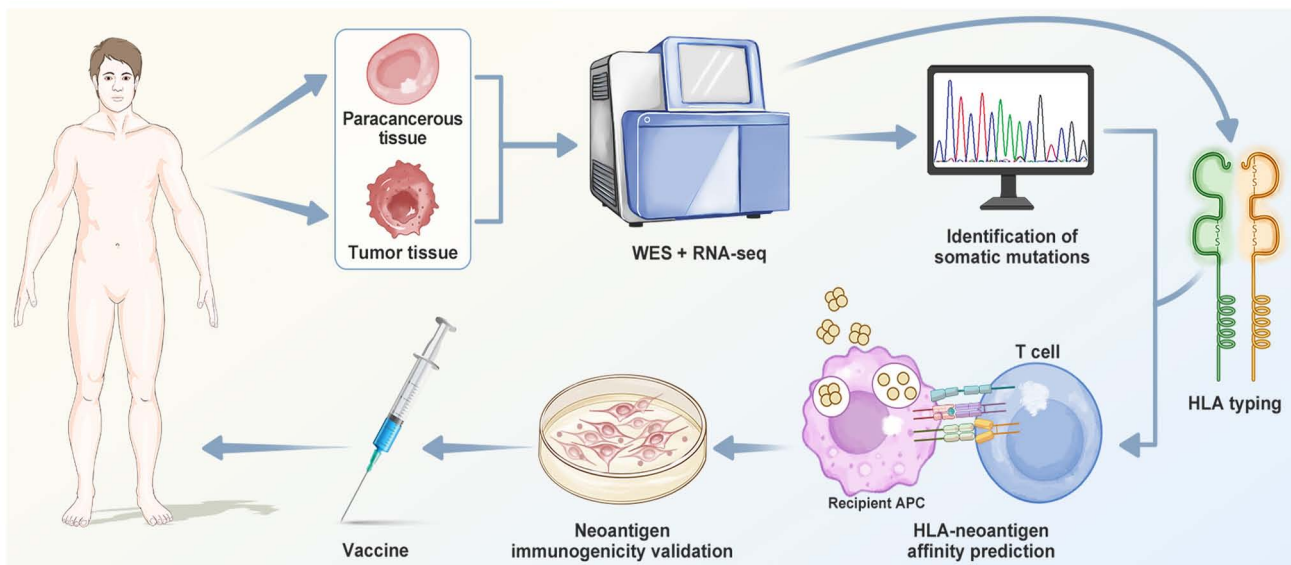 Paracancerous
tissue
Tumor tissue
WES + RNA-seq
Identification of
somatic mutations
HLA typing
T cell
Recipient APC
HLA-neoantigen
affinity prediction
Neoantigen
immunogenicity validation
Vaccine